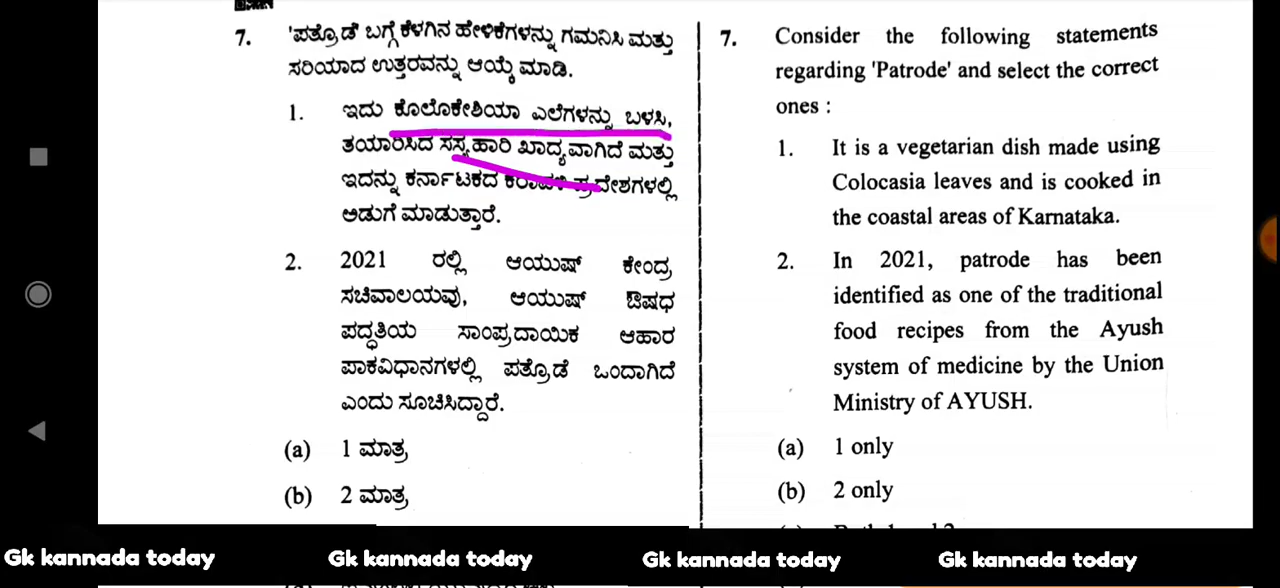 7. 'ಪತ್ರೊಡೆ' ಬಗ್ಗೆ ಕೆಳಗಿನ ಹೇಳಿಕೆಗಳನ್ನು ಗಮನಿಸಿ ಮತ್ತು
ಸರಿಯಾದ ಉತ್ತರವನ್ನು ಆಯ್ಕೆ ಮಾಡಿ.
1. ಇದು ಕೊಲೊಕೇಶಿಯಾ ಎಲೆಗಳನ್ನು ಬಳಸಿ,
ತಯಾರಿಸಿದ ಸಸ್ಯಹಾರಿ ಖಾದ್ಯವಾಗಿದೆ ಮತ್ತು
ಇದನ್ನು ಕರ್ನಾಟಕದ ಕರಾವಳಿ ಪ್ರದೇಶಗಳಲ್ಲಿ
ಅಡುಗೆ ಮಾಡುತ್ತಾರೆ.
2. 2021 ರಲ್ಲಿ ಆಯುಷ್ ಕೇಂದ್ರ
ಸಚಿವಾಲಯವು, ಆಯುಷ್ ಔಷಧ
ಪದ್ಧತಿಯ ಸಾಂಪ್ರದಾಯಿಕ ಆಹಾರ
ಪಾಕವಿಧಾನಗಳಲ್ಲಿ ಪತ್ರೊಡೆ ಒಂದಾಗಿದೆ
ಎಂದು ಸೂಚಿಸಿದ್ದಾರೆ.
(a) 1 ಮಾತ್ರ
(b) 2 ಮಾತ್ರ
7. Consider the following statements
regarding 'Patrode' and select the correct
ones :
1. It is a vegetarian dish made using
Colocasia leaves and is cooked in
the coastal areas of Karnataka.
2. In 2021, patrode has been
identified as one of the traditional
food recipes from the Ayush
system of medicine by the Union
Ministry of AYUSH.
(a) 1 only
(b) 2 only
Gk kannada today Gk kannada today Gk kannada today Gk kannada today